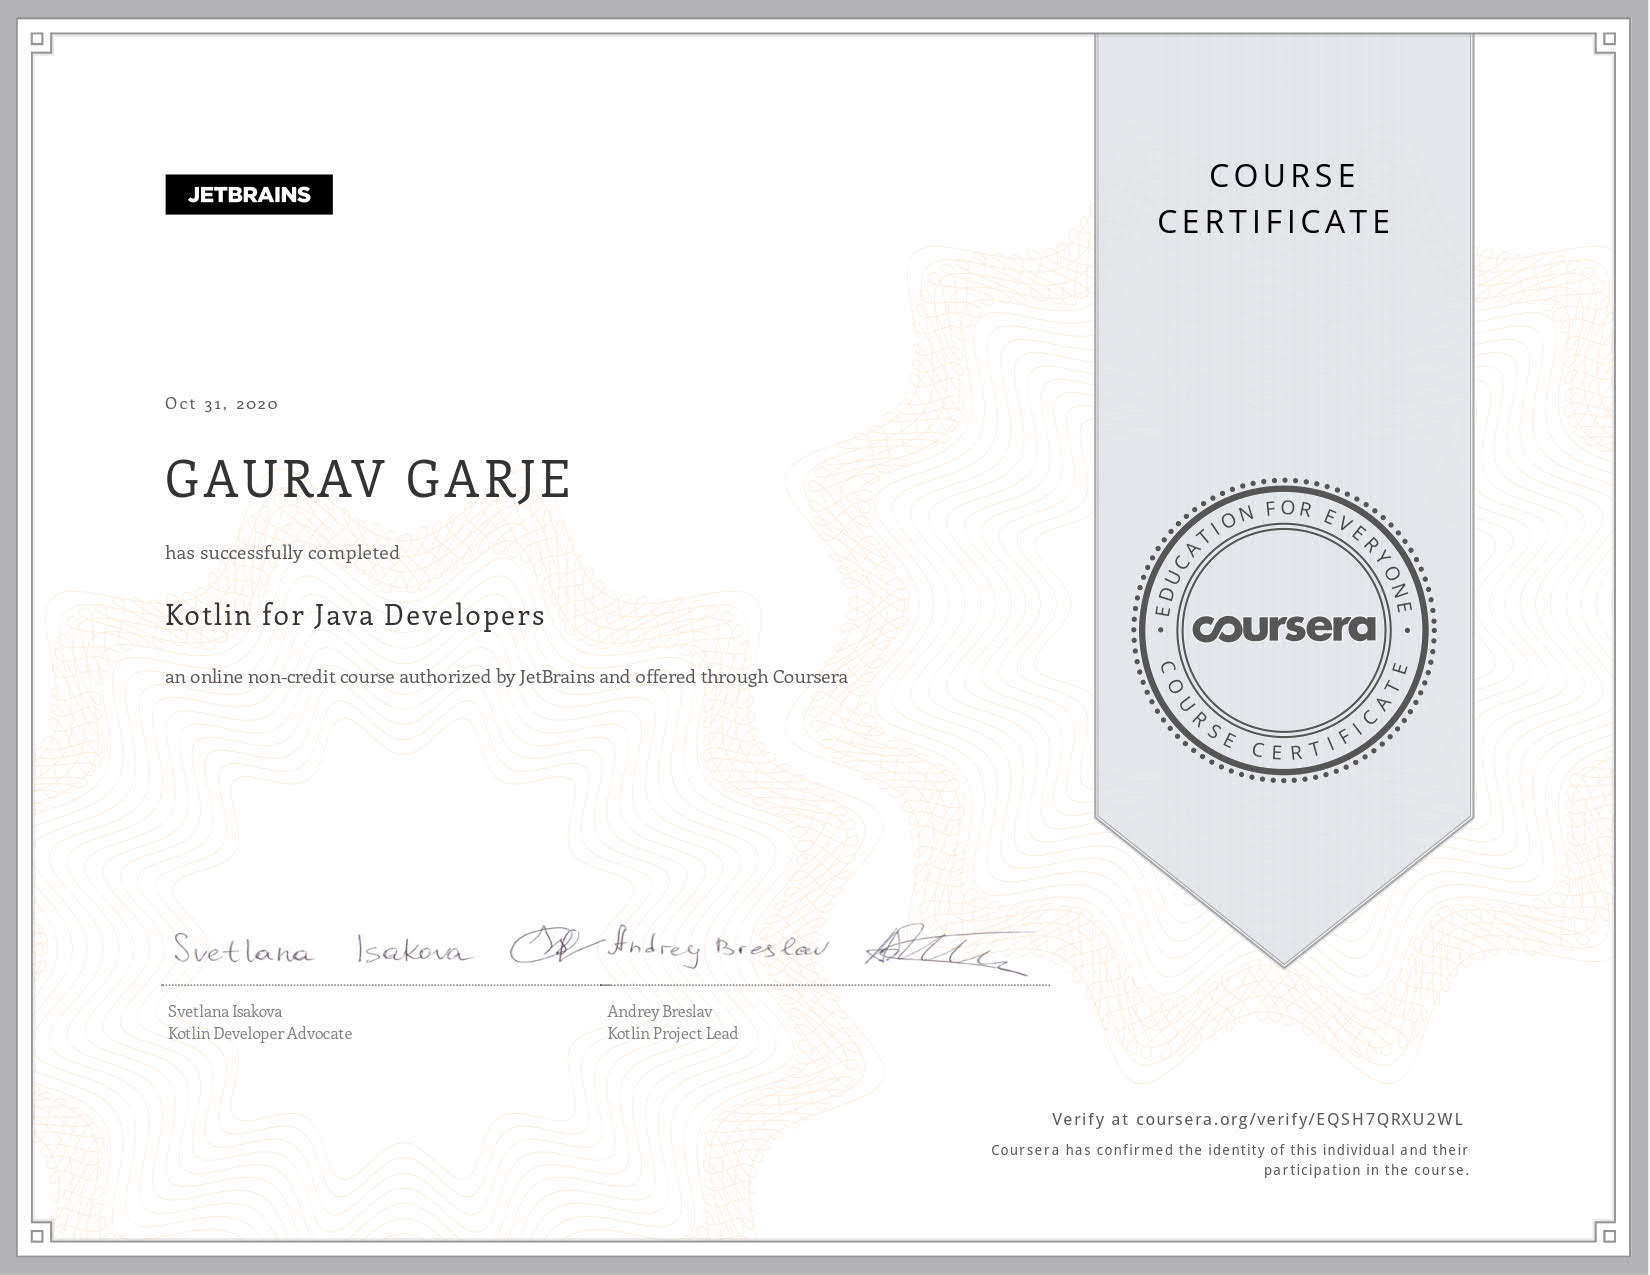 JETBRAINS
COURSE
CERTIFICATE
Oct 31, 2020
GAURAV GARJE
has successfully completed
Kotlin for Java Developers
an online non-credit course authorized by JetBrains and offered through Coursera
EDUCATION FOR EVERYONE
coursera
COURSE CERTIFICATE
Svetlana Isakova
Andrey Breslav
Svetlana Isakova
Kotlin Developer Advocate
Andrey Breslav
Kotlin Project Lead
Verify at coursera.org/verify/EQSH7QRXU2WL
Coursera has confirmed the identity of this individual and their
participation in the course.